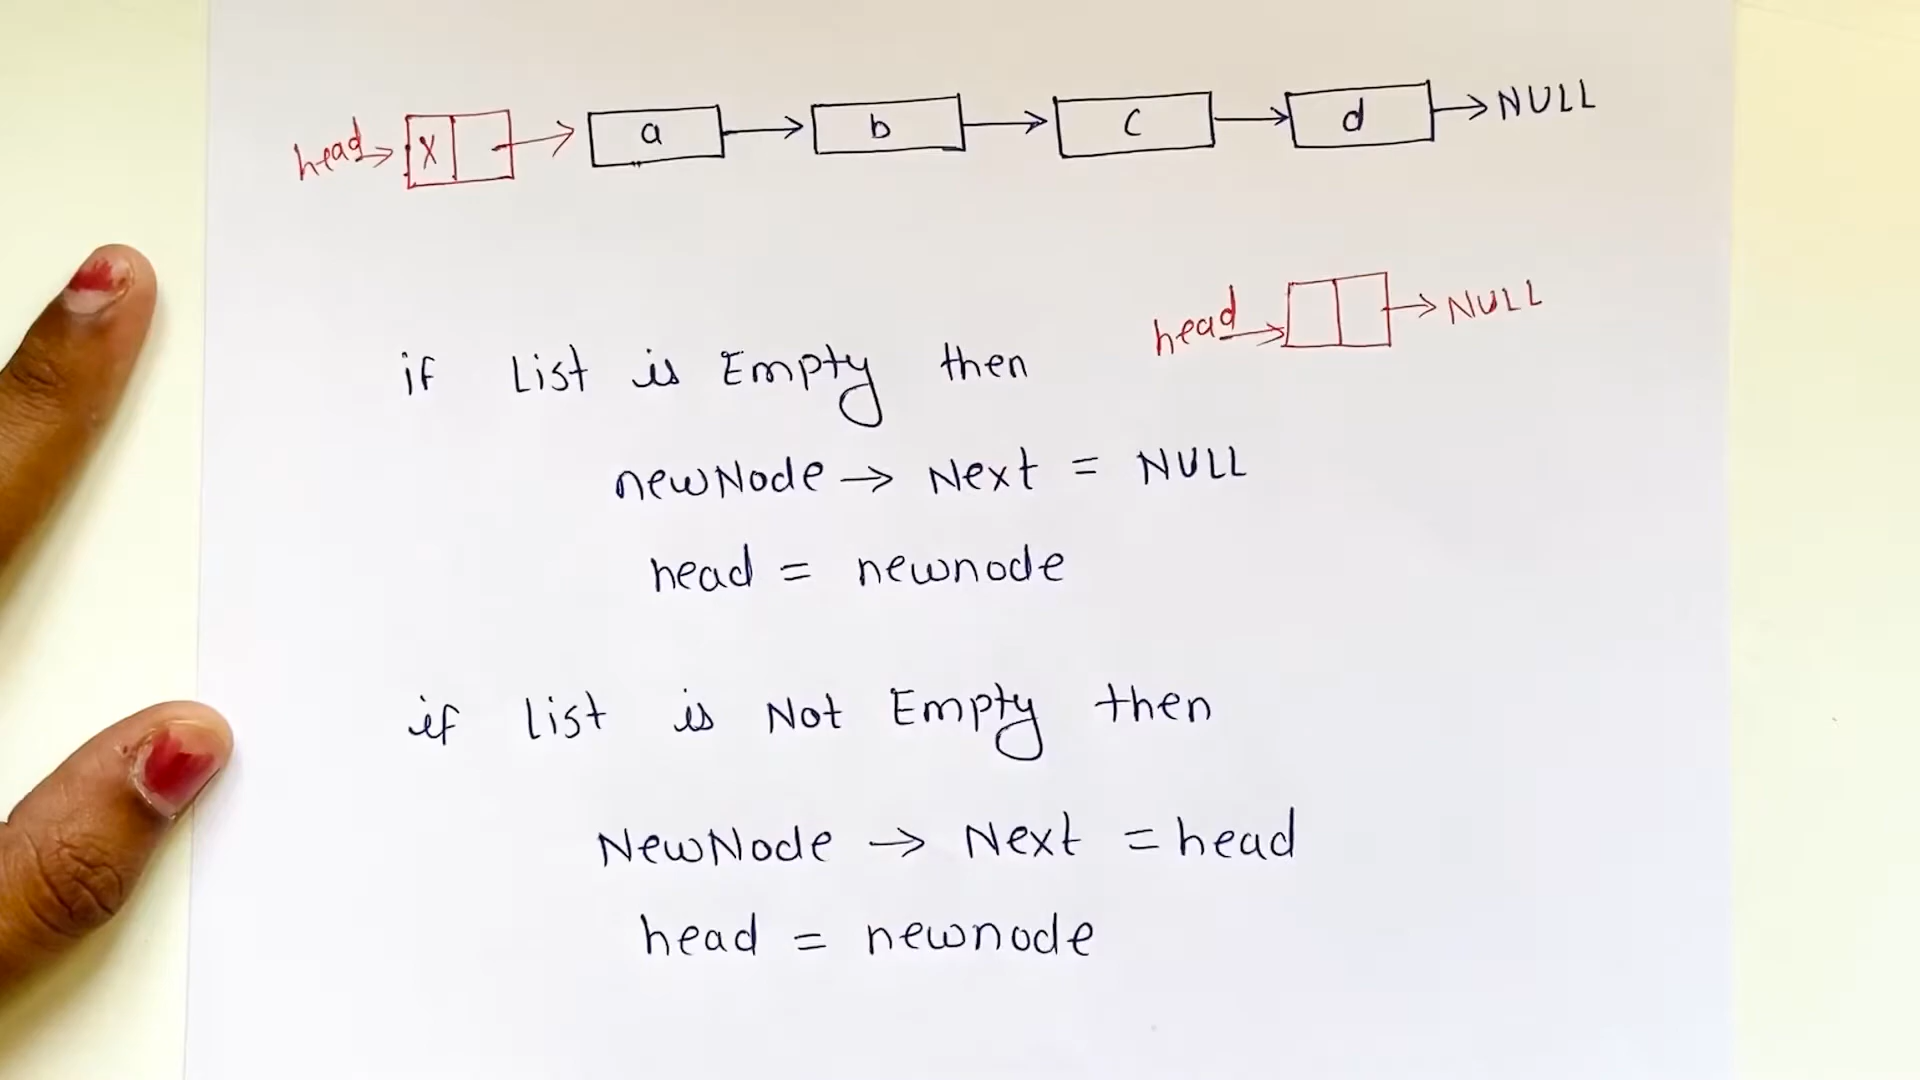 head → X → a → b → c → d → NULL
head → → NULL
if List is Empty then
newNode → Next = NULL
head = newnode
if List is Not Empty then
NewNode → Next = head
head = newnode